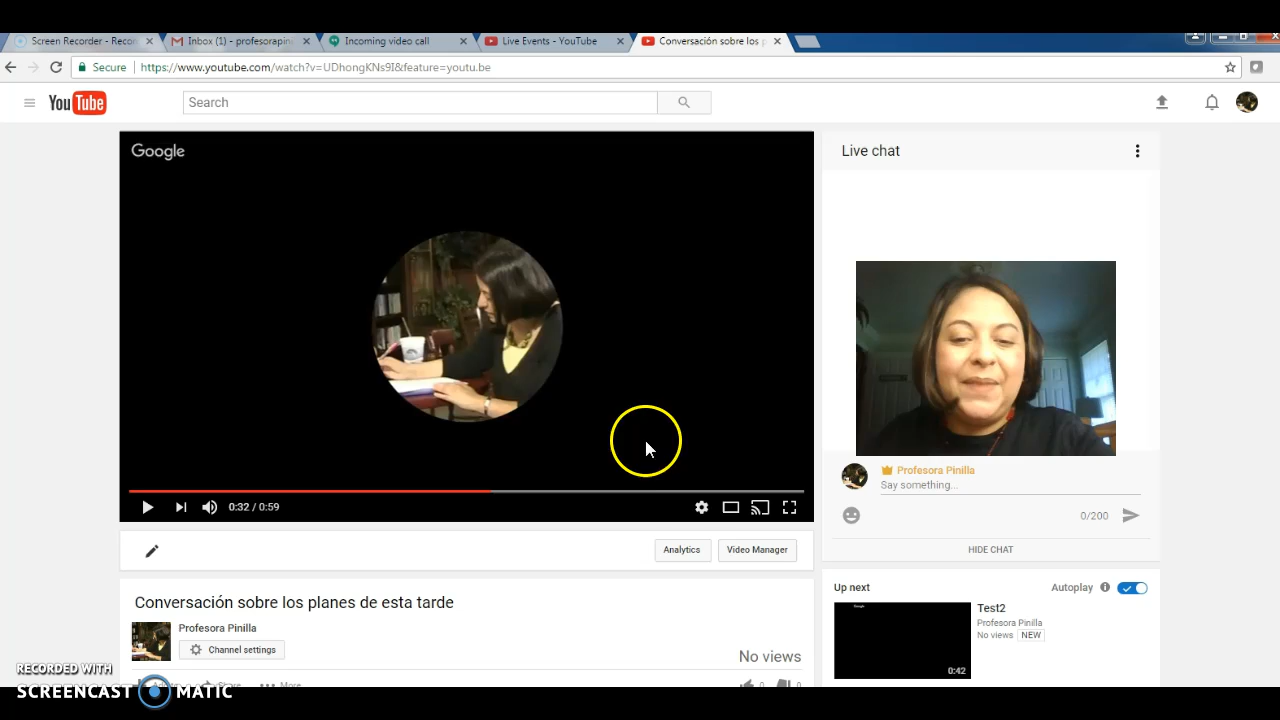 Screen Recorder - Recor
Inbox (1) - profesorapin
Incoming video call
Live Events - YouTube
Conversación sobre los p
Secure
https://www.youtube.com/watch?v=UDhongKNs9I&feature=youtu.be
YouTube
Search
Google
Live chat
Profesora Pinilla
Say something...
0:32 / 0:59
0/200
HIDE CHAT
Analytics
Video Manager
Up next
Autoplay
Conversación sobre los planes de esta tarde
Test2
Profesora Pinilla
Profesora Pinilla
No views NEW
Channel settings
No views
0:42
RECORDED WITH
SCREENCAST MATIC
More
0
0